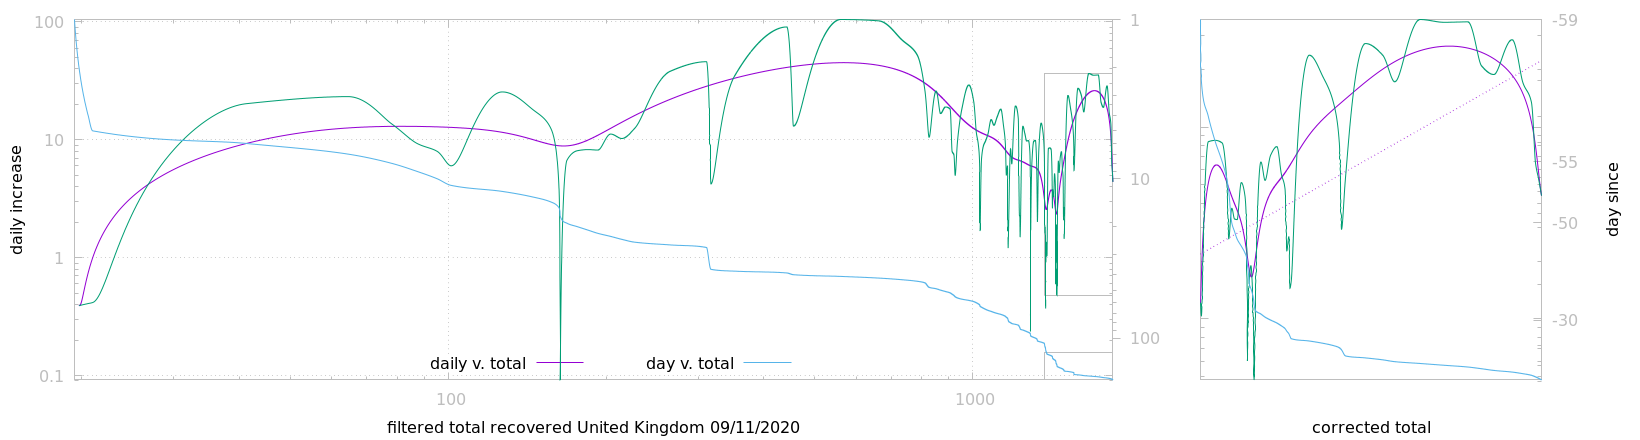 100
10
1
0.1
daily increase
100
1000
1
10
100
daily v. total
day v. total
filtered total recovered United Kingdom 09/11/2020
-59
-55
-50
-30
day since
corrected total